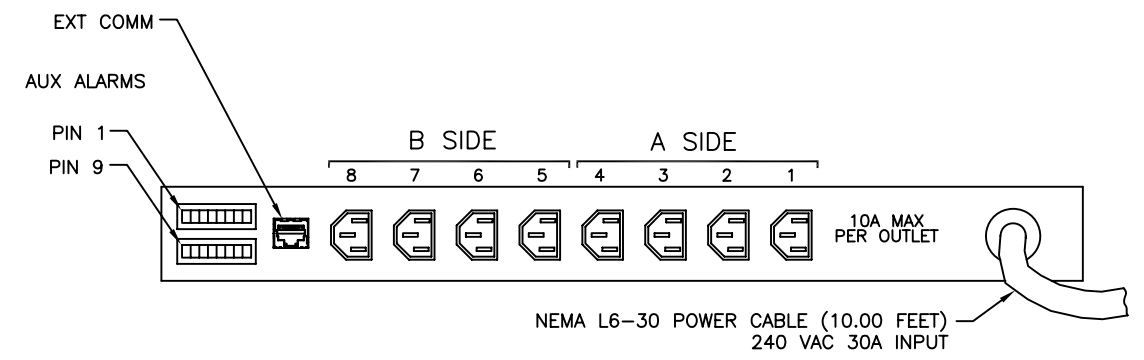 EXT COMM
AUX ALARMS
PIN 1
PIN 9
B SIDE
A SIDE
8 7 6 5 4 3 2 1
10A MAX
PER OUTLET
NEMA L6-30 POWER CABLE (10.00 FEET)
240 VAC 30A INPUT